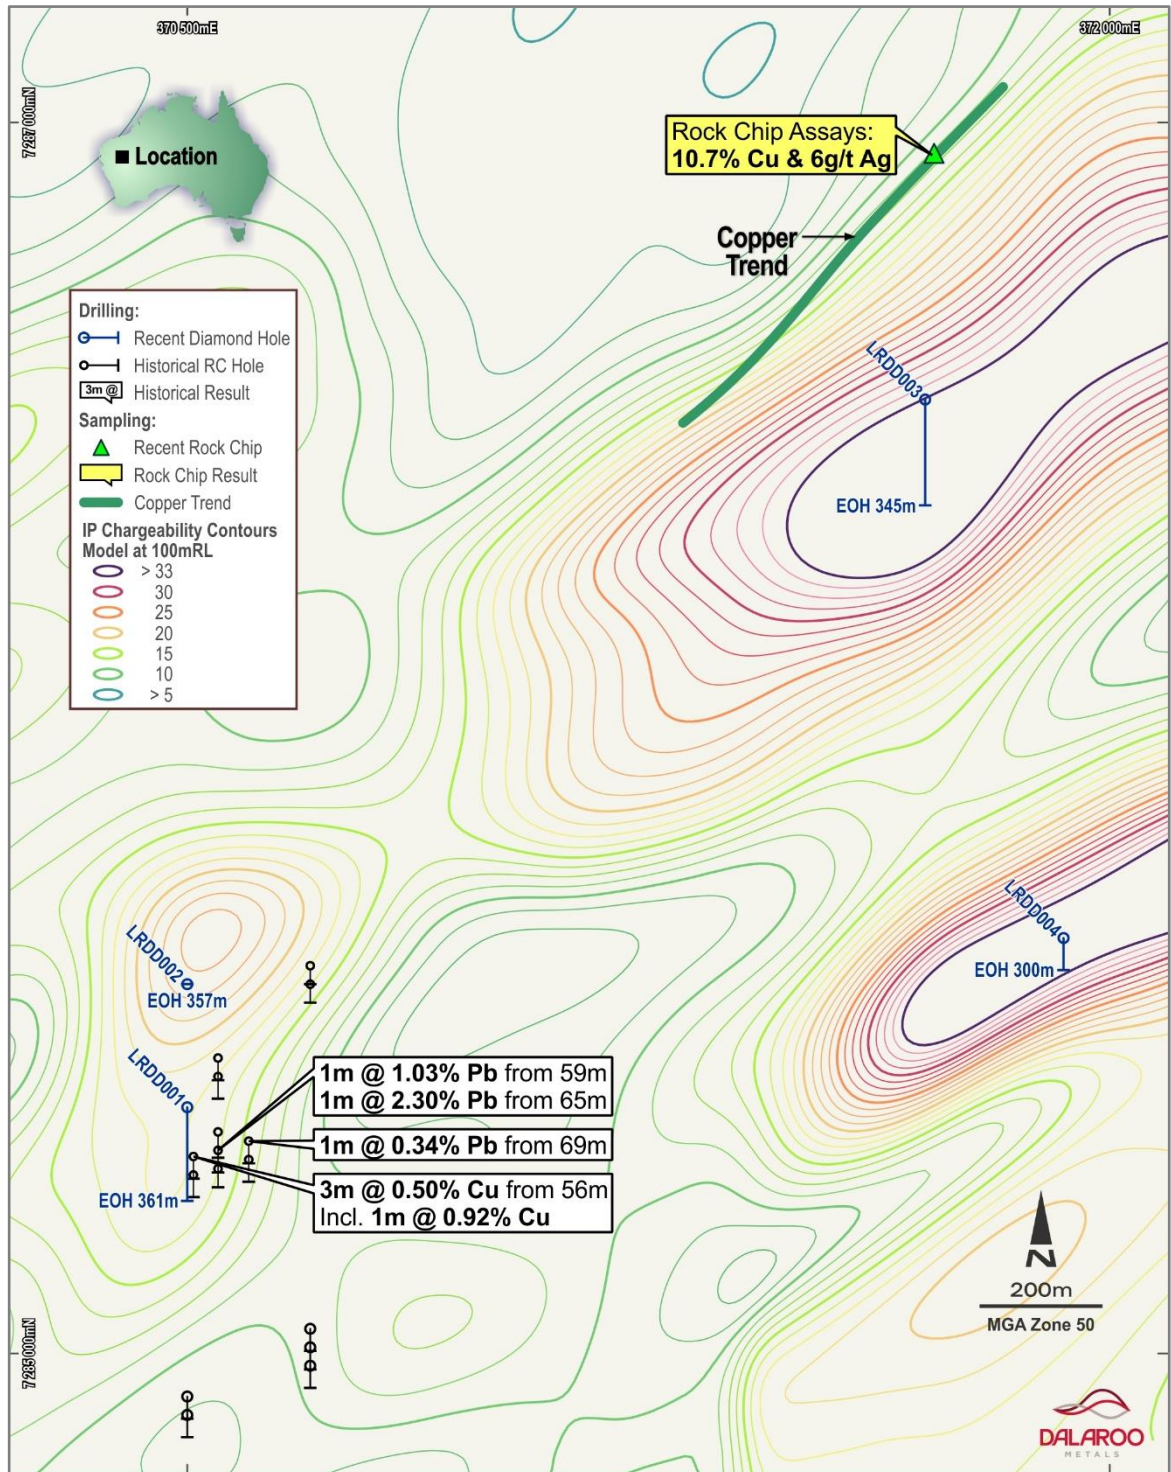 370 500mE
372 000mE
7 287 000mN
Location
Rock Chip Assays:
10.7% Cu & 6g/t Ag
Copper
Trend
Drilling:
Recent Diamond Hole
Historical RC Hole
3m @
Historical Result
Sampling:
Recent Rock Chip
Rock Chip Result
Copper Trend
IP Chargeability Contours
Model at 100mRL
> 33
30
25
20
15
10
> 5
LRDD003
EOH 345m
LRDD004
EOH 300m
LRDD002
EOH 357m
LRDD001
EOH 361m
1m @ 1.03% Pb from 59m
1m @ 2.30% Pb from 65m
1m @ 0.34% Pb from 69m
3m @ 0.50% Cu from 56m
Incl. 1m @ 0.92% Cu
N
200m
MGA Zone 50
7 285 000mN
DALAROO
METALS